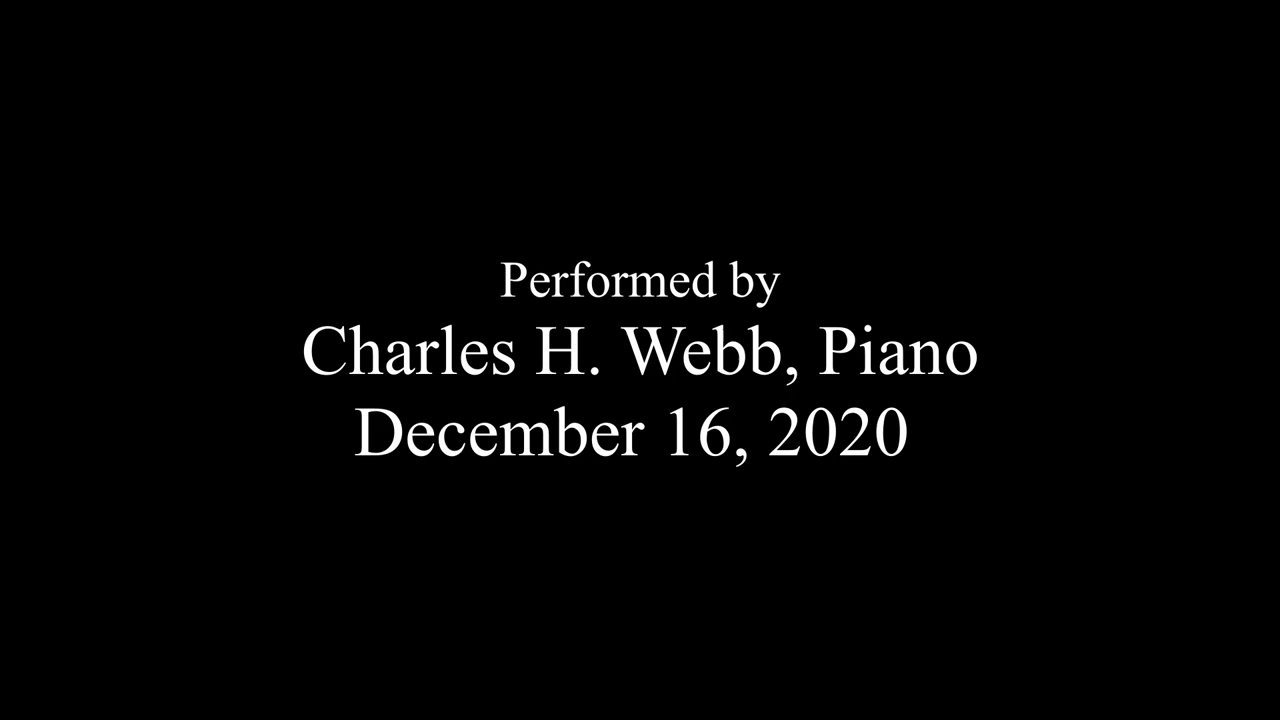 Performed by
Charles H. Webb, Piano
December 16, 2020